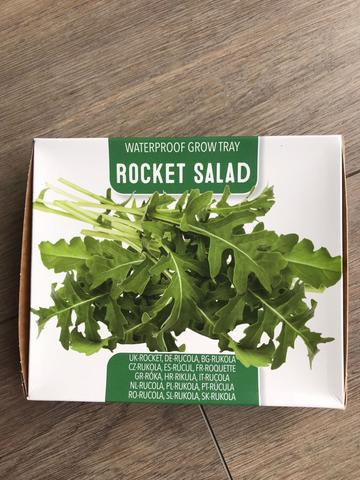 WATERPROOF GROW TRAY
ROCKET SALAD
UK-ROCKET, DE-RUCOLA, BG-RUKOLA
CZ-RUKOLA, ES-RÚCUL, FR-ROQUETTE
GR-RÓKA, HR-RIKULA, IT-RUCOLA
NL-RUCOLA, PL-RUKOLA, PT-RÚCULA
RO-RUCOLA, SL-RUKOLA, SK-RUKOLA